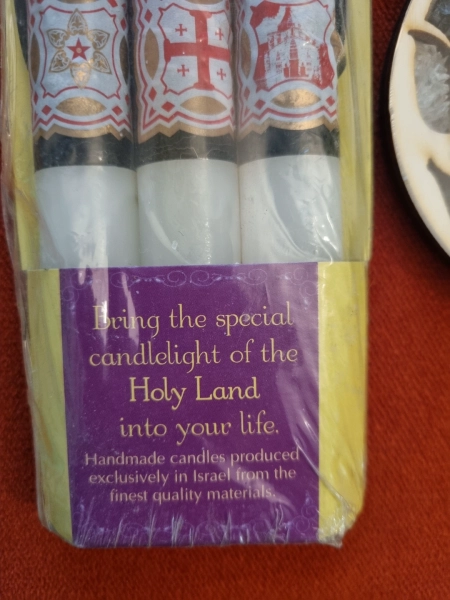 Bring the special
candlelight of the
Holy Land
into your life.
Handmade candles produced
exclusively in Israel from the
finest quality materials.